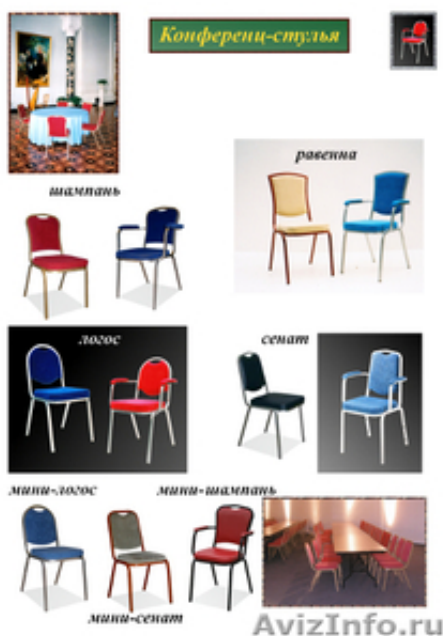 Конференц-стулья
равенна
шампань
логос
сенат
мини-логос
мини-шампань
мини-сенат
AvizInfo.ru